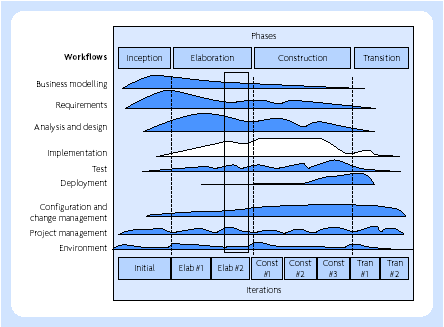 Phases
Workflows
Inception Elaboration Construction Transition
Business modelling
Requirements
Analysis and design
Implementation
Test
Deployment
Configuration and
change management
Project management
Environment
Initial Elab #1 Elab #2 Const #1 Const #2 Const #3 Tran #1 Tran #2
Iterations